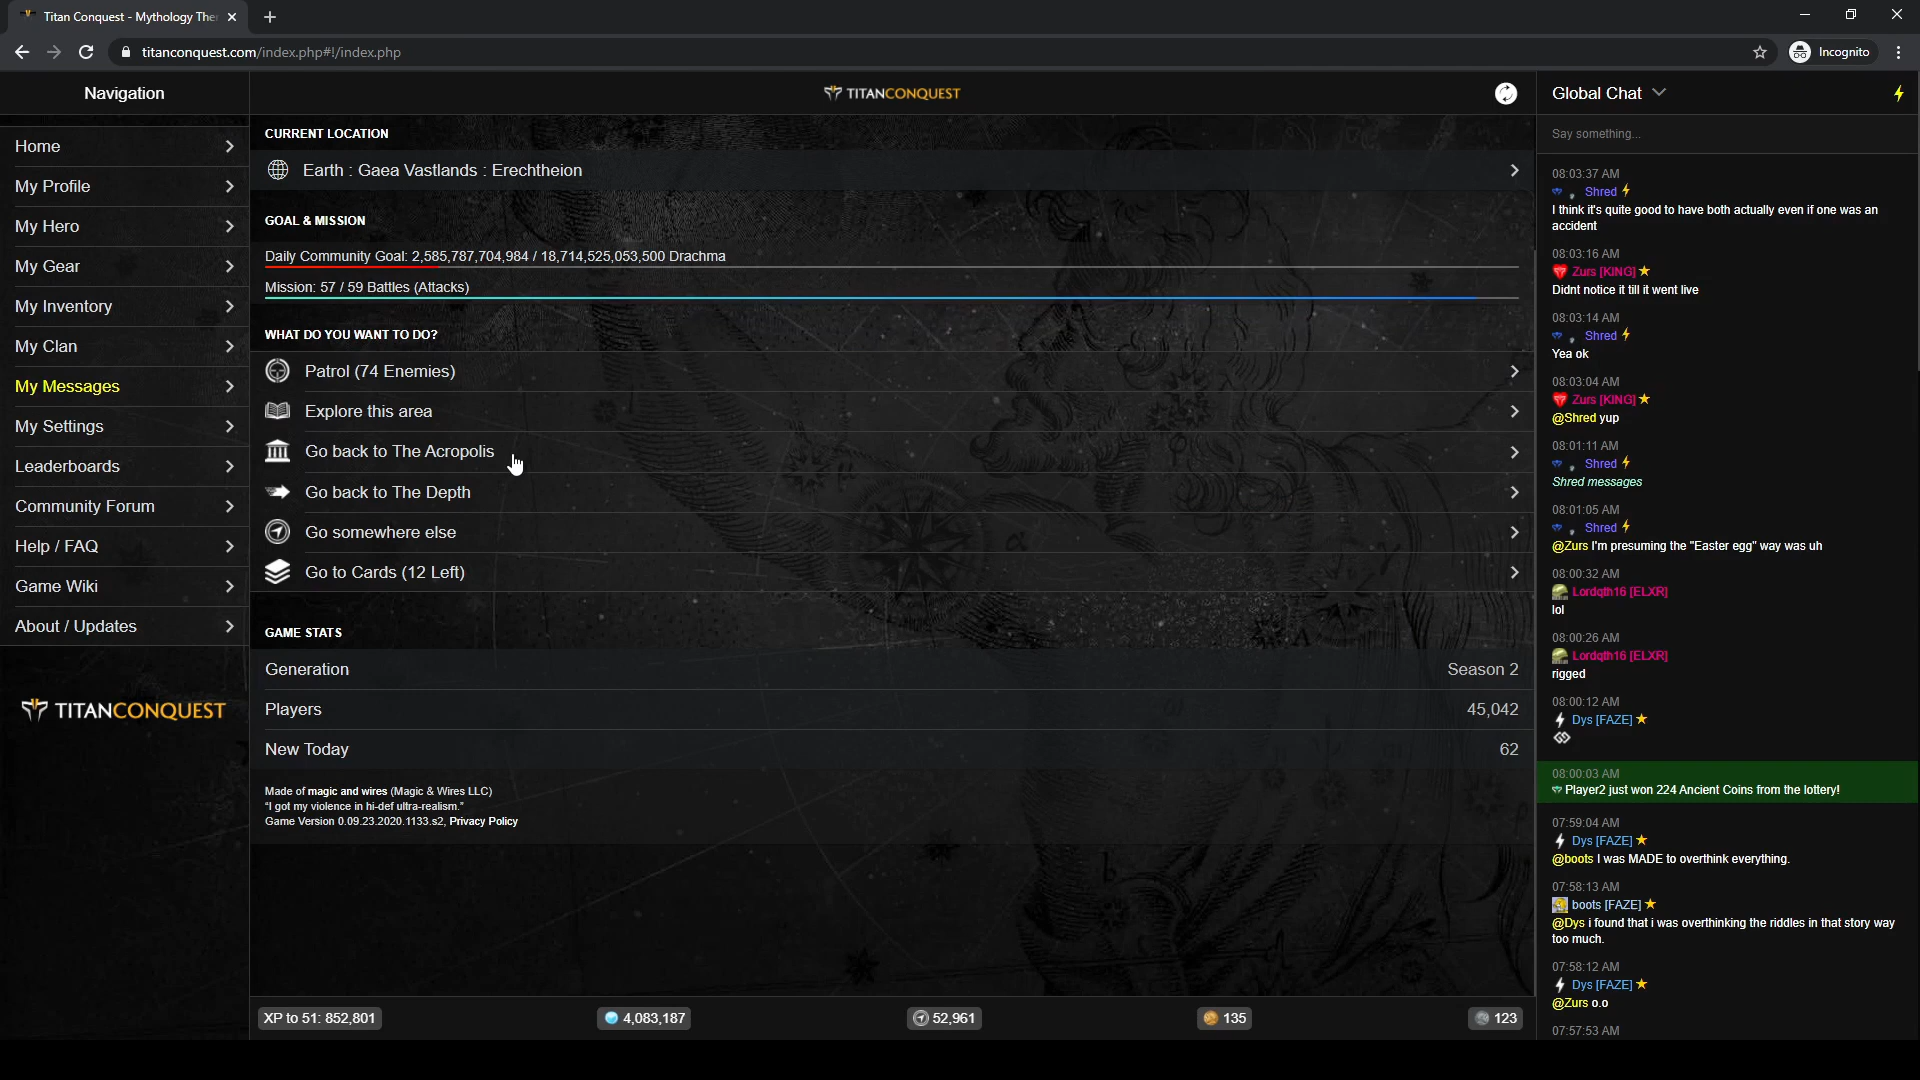 Titan Conquest - Mythology Ther
titanconquest.com/index.php#!/index.php
Incognito
Navigation
Home
My Profile
My Hero
My Gear
My Inventory
My Clan
My Messages
My Settings
Leaderboards
Community Forum
Help / FAQ
Game Wiki
About / Updates
TITANCONQUEST
TITANCONQUEST
CURRENT LOCATION
Earth : Gaea Vastlands : Erechtheion
GOAL & MISSION
Daily Community Goal: 2,585,787,704,984 / 18,714,525,053,500 Drachma
Mission: 57 / 59 Battles (Attacks)
WHAT DO YOU WANT TO DO?
Patrol (74 Enemies)
Explore this area
Go back to The Acropolis
Go back to The Depth
Go somewhere else
Go to Cards (12 Left)
GAME STATS
Generation Season 2
Players 45,042
New Today 62
Made of magic and wires (Magic & Wires LLC)
"I got my violence in hi-def ultra-realism."
Game Version 0.09.23.2020.1133.s2, Privacy Policy
XP to 51: 852,801 4,083,187 52,961 135 123
Global Chat
Say something...
08:03:37 AM
Shred
I think it's quite good to have both actually even if one was an
accident
08:03:16 AM
Zurs [KING]
Didnt notice it till it went live
08:03:14 AM
Shred
Yea ok
08:03:04 AM
Zurs [KING]
@Shred yup
08:01:11 AM
Shred
Shred messages
08:01:05 AM
Shred
@Zurs I'm presuming the "Easter egg" way was uh
08:00:32 AM
Lordqth16 [ELXR]
lol
08:00:26 AM
Lordqth16 [ELXR]
rigged
08:00:12 AM
Dys [FAZE]
08:00:03 AM
Player2 just won 224 Ancient Coins from the lottery!
07:59:04 AM
Dys [FAZE]
@boots I was MADE to overthink everything.
07:58:13 AM
boots [FAZE]
@Dys i found that i was overthinking the riddles in that story way
too much.
07:58:12 AM
Dys [FAZE]
@Zurs o.o
07:57:53 AM